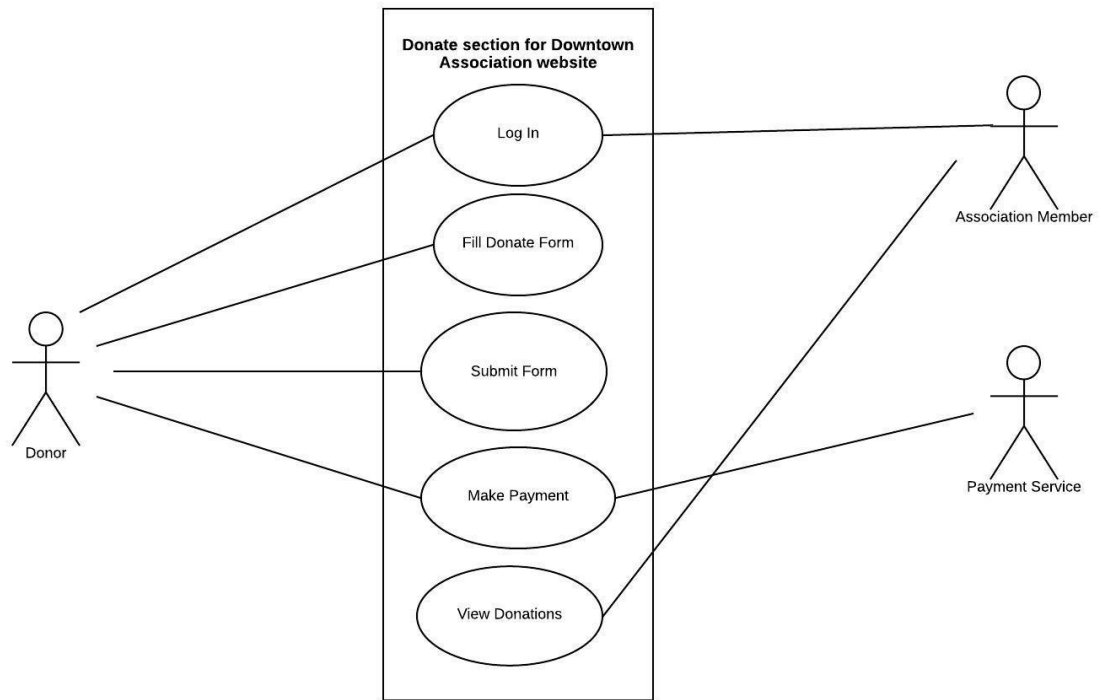 Donate section for Downtown
Association website
Log In
Association Member
Fill Donate Form
Submit Form
Donor
Make Payment
Payment Service
View Donations